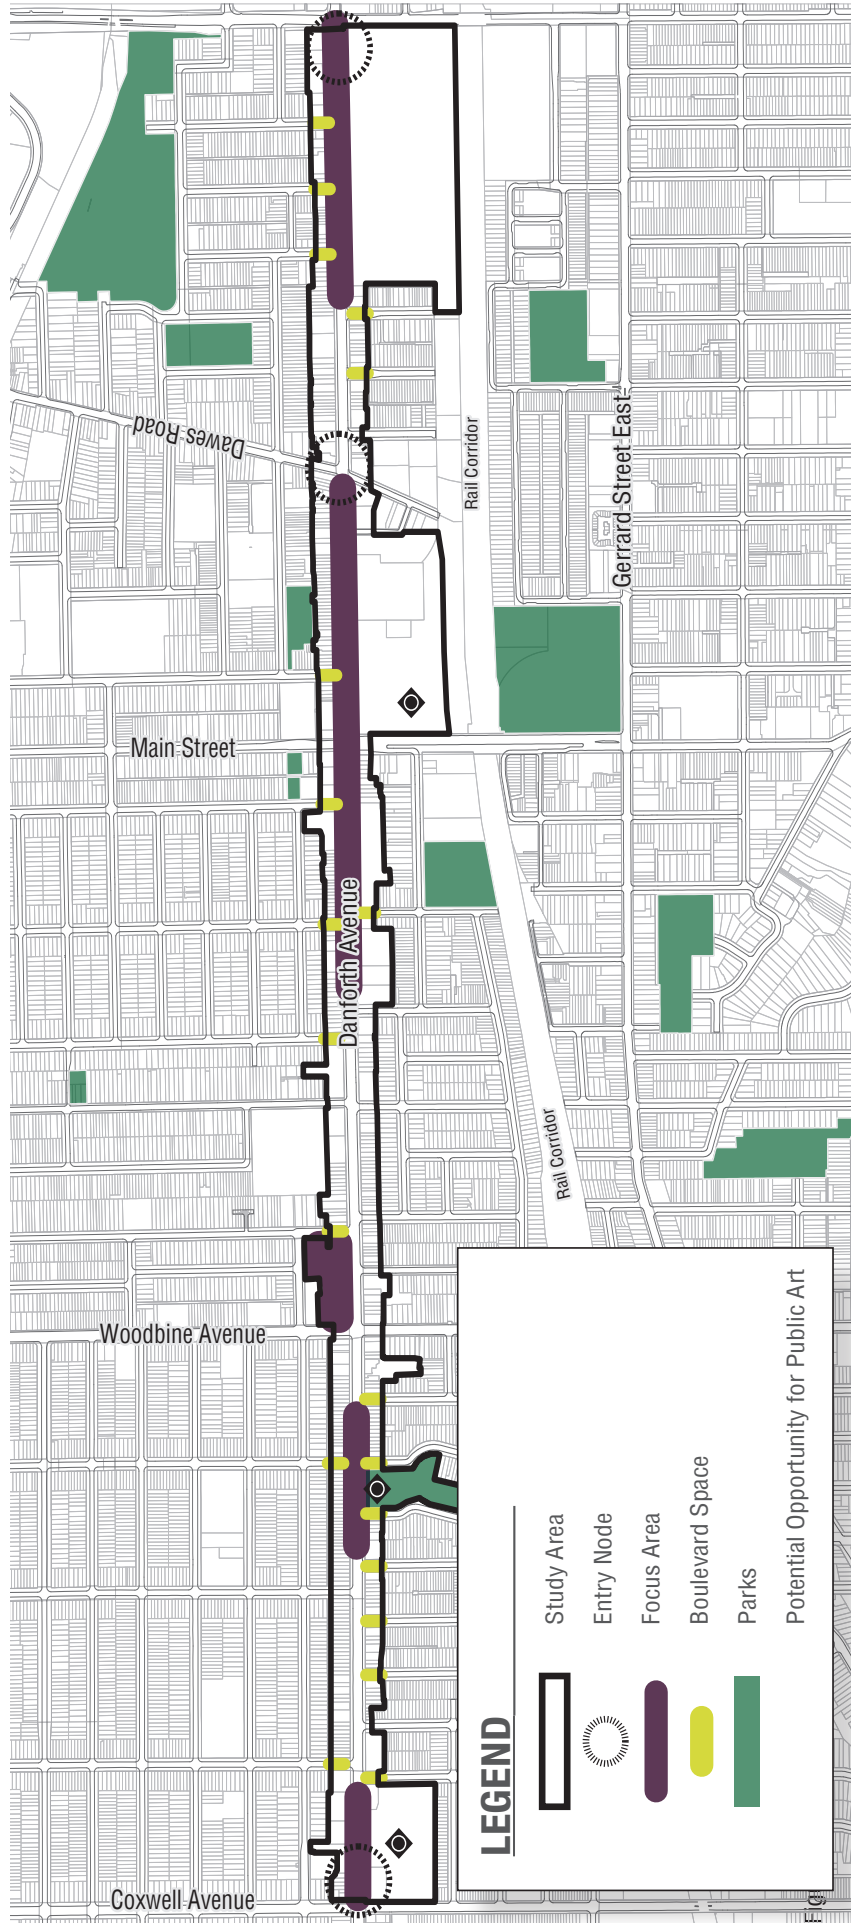 Dawes Road
Rail Corridor
Gerrard Street East
Main Street
Danforth Avenue
Rail Corridor
Woodbine Avenue
Coxwell Avenue
LEGEND
Study Area
Entry Node
Focus Area
Boulevard Space
Parks
Potential Opportunity for Public Art